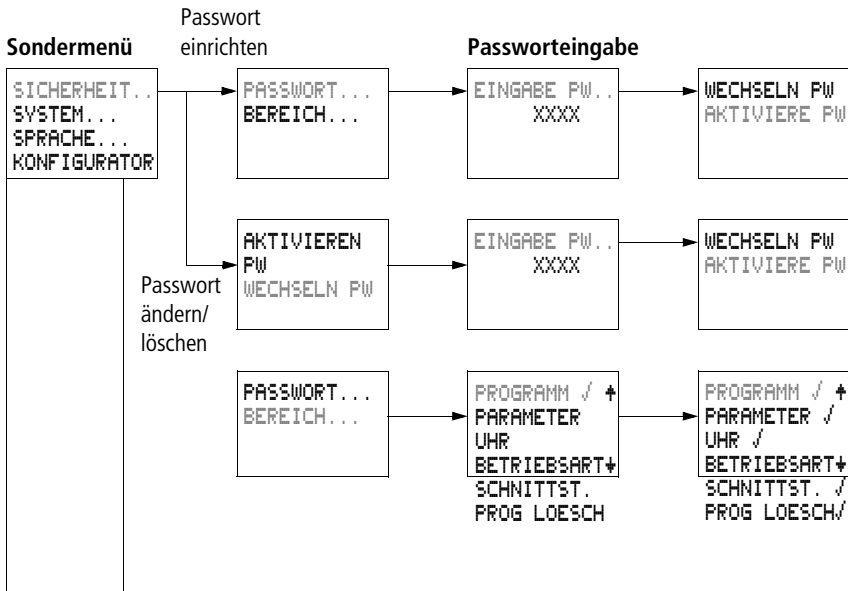 Passwort
einrichten
Sondermenü
Passworteingabe
SICHERHEIT..
SYSTEM...
SPRACHE...
KONFIGURATOR
PASSWORT...
BEREICH...
EINGABE PW..
XXXX
WECHSELN PW
AKTIVIERE PW
Passwort
ändern/
löschen
AKTIVIEREN
PW
WECHSELN PW
EINGABE PW..
XXXX
WECHSELN PW
AKTIVIERE PW
PASSWORT...
BEREICH...
PROGRAMM √ ↑
PARAMETER
UHR
BETRIEBSART↓
SCHNITTST.
PROG LOESCH
PROGRAMM √ ↑
PARAMETER √
UHR √
BETRIEBSART↓
SCHNITTST. √
PROG LOESCH√